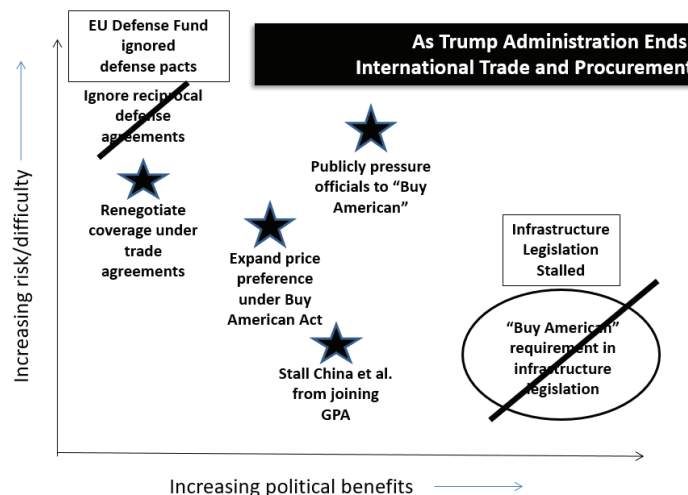 EU Defense Fund
ignored
defense pacts
As Trump Administration Ends
International Trade and Procurement
Ignore reciprocal
defense
agreements
Publicly pressure
officials to “Buy
American”
Renegotiate
coverage under
trade
agreements
Expand price
preference
under Buy
American Act
Infrastructure
Legislation
Stalled
“Buy American”
requirement in
infrastructure
legislation
Stall China et al.
from joining
GPA
Increasing risk/difficulty
Increasing political benefits